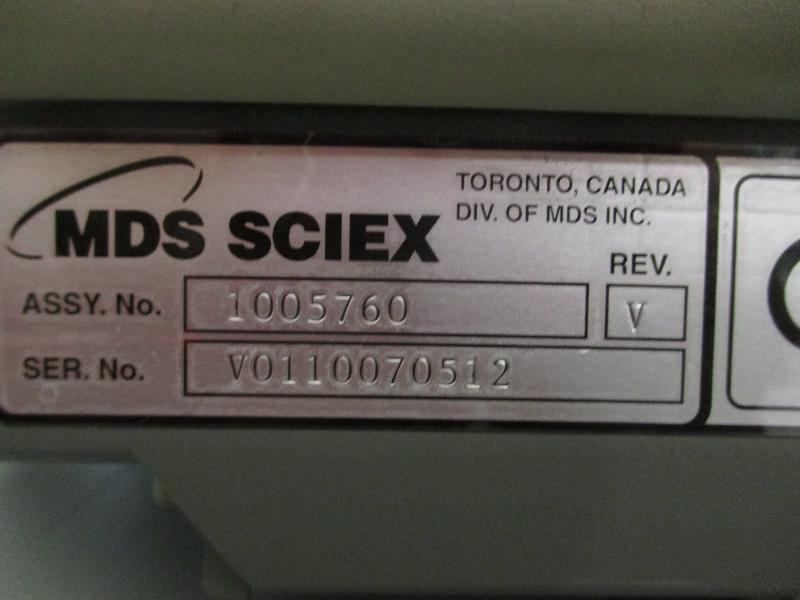 MDS SCIEX
TORONTO, CANADA
DIV. OF MDS INC.
REV.
ASSY. No. 1005760 V
SER. No. V0110070512